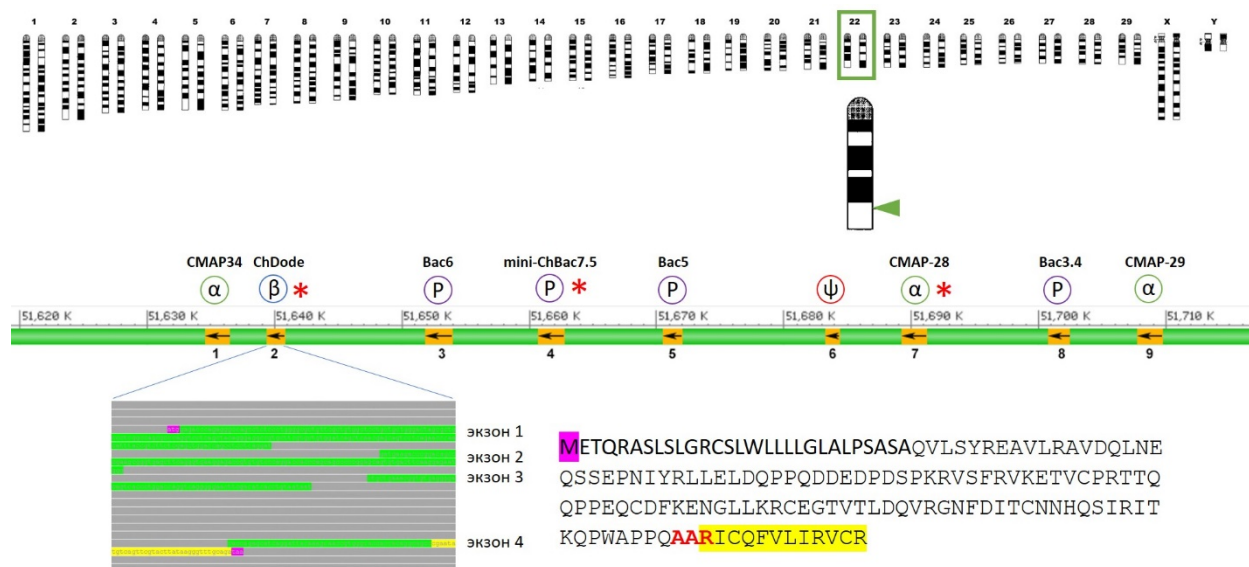 1 2 3 4 5 6 7 8 9 10 11 12 13 14 15 16 17 18 19 20 21 22 23 24 25 26 27 28 29 X Y
CMAP34 ChDode Bac6 mini-ChBac7.5 Bac5 CMAP-28 Bac3.4 CMAP-29
α β * P P * P ψ α * P α
51,620 K 51,630 K 51,640 K 51,650 K 51,660 K 51,670 K 51,680 K 51,690 K 51,700 K 51,710 K
1 2 3 4 5 6 7 8 9
экзон 1
экзон 2
экзон 3
экзон 4
METQRASLSLGRCSLWLLLLGLALPSASAQVLSYREAVLRAVDQLNE
QSSEPNIYRLLELDQPPQDDEDPDSPKRVSFRVKETVCPRTTQ
QPPEQCDFKENGLLKRCEGTVTLDQVRGNFDITCNNHQSIRIT
KQPWAPPQAARICQFVLIRVCR